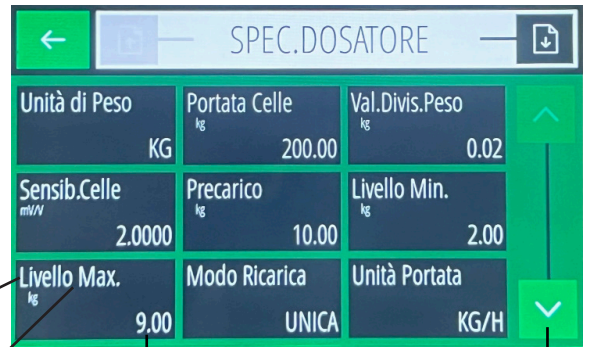 SPEC.DOSATORE
Unità di Peso
KG
Portata Celle
kg
200.00
Val.Divis.Peso
kg
0.02
Sensib.Celle
mV/V
2.0000
Precarico
kg
10.00
Livello Min.
kg
2.00
Livello Max.
kg
9.00
Modo Ricarica
UNICA
Unità Portata
KG/H